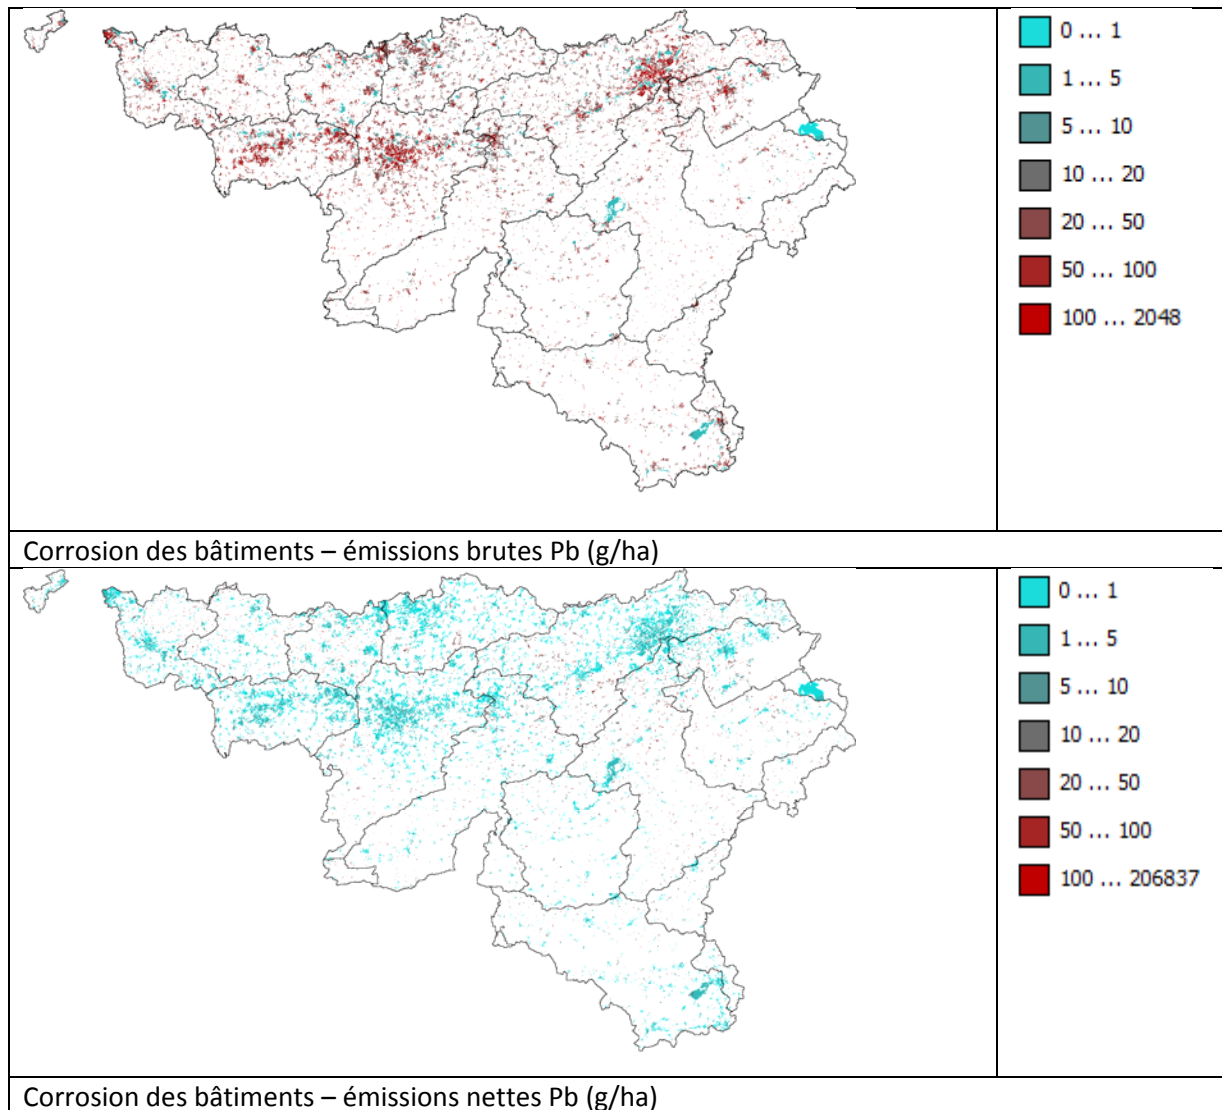 0 ... 1
1 ... 5
5 ... 10
10 ... 20
20 ... 50
50 ... 100
100 ... 2048
Corrosion des bâtiments – émissions brutes Pb (g/ha)
0 ... 1
1 ... 5
5 ... 10
10 ... 20
20 ... 50
50 ... 100
100 ... 206837
Corrosion des bâtiments – émissions nettes Pb (g/ha)